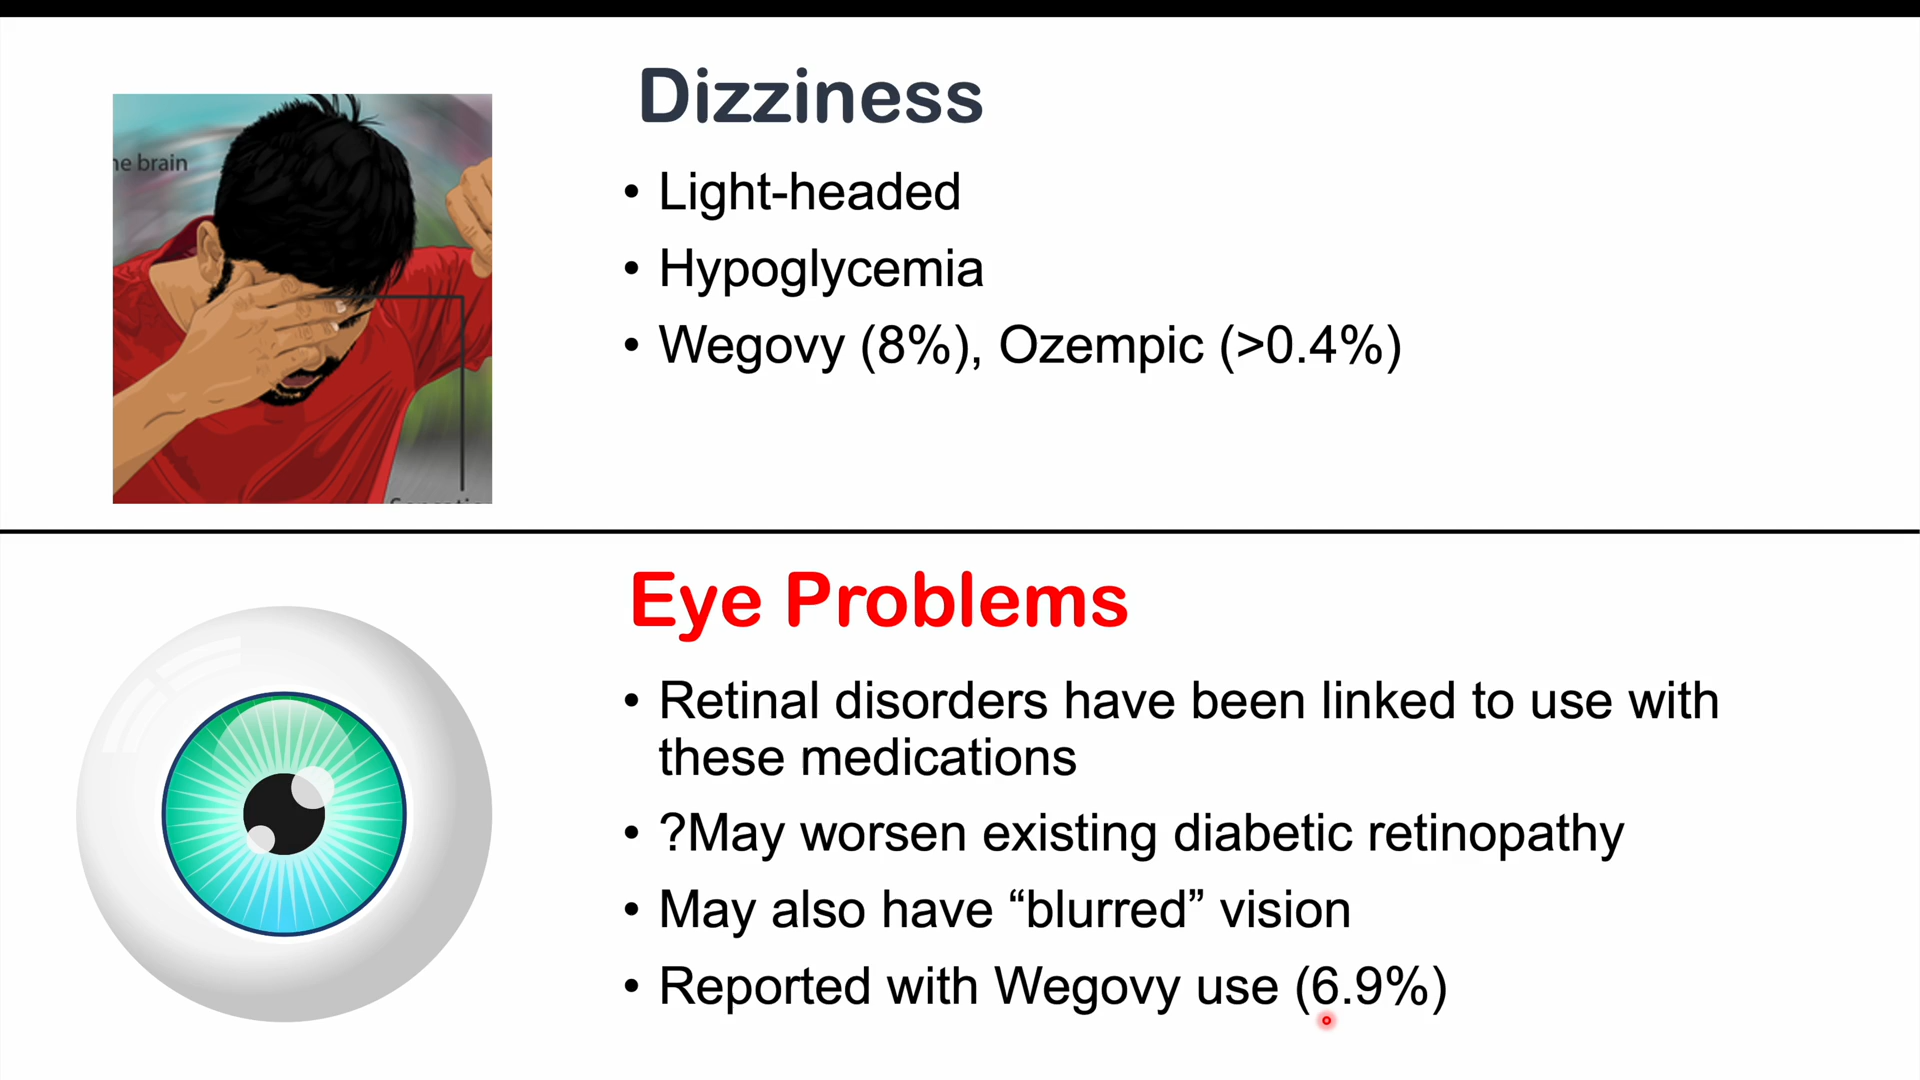 he brain
Dizziness
• Light-headed
• Hypoglycemia
• Wegovy (8%), Ozempic (>0.4%)
Eye Problems
• Retinal disorders have been linked to use with
these medications
• ?May worsen existing diabetic retinopathy
• May also have “blurred” vision
• Reported with Wegovy use (6.9%)